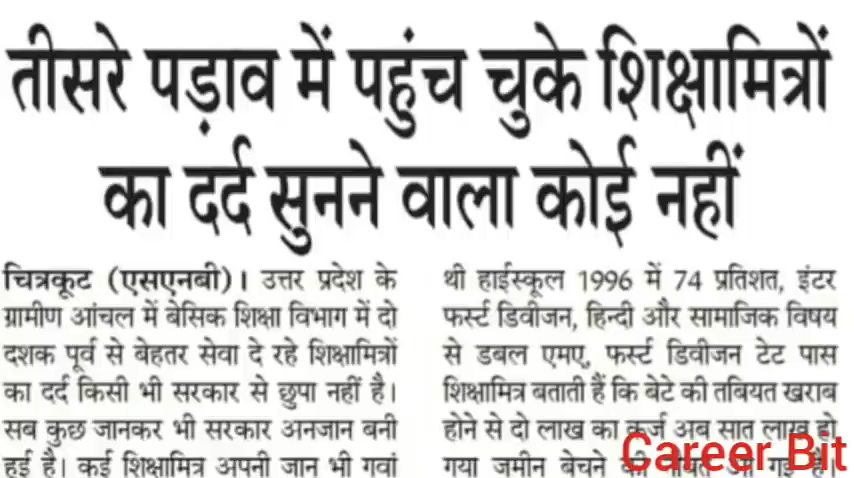 तीसरे पड़ाव में पहुंच चुके शिक्षामित्रों
का दर्द सुनने वाला कोई नहीं
चित्रकूट (एसएनबी)। उत्तर प्रदेश के
ग्रामीण आंचल में बेसिक शिक्षा विभाग में दो
दशक पूर्व से बेहतर सेवा दे रहे शिक्षामित्रों
का दर्द किसी भी सरकार से छुपा नहीं है।
सब कुछ जानकर भी सरकार अनजान बनी
हुई है। कई शिक्षामित्र अपनी जान भी गवां
थी हाईस्कूल 1996 में 74 प्रतिशत, इंटर
फर्स्ट डिवीजन, हिन्दी और सामाजिक विषय
से डबल एमए, फर्स्ट डिवीजन टेट पास
शिक्षामित्र बताती हैं कि बेटे की तबियत खराब
होने से दो लाख का कर्ज अब सात लाख हो
गया जमीन बेचने की आ गई है।
Career Bit